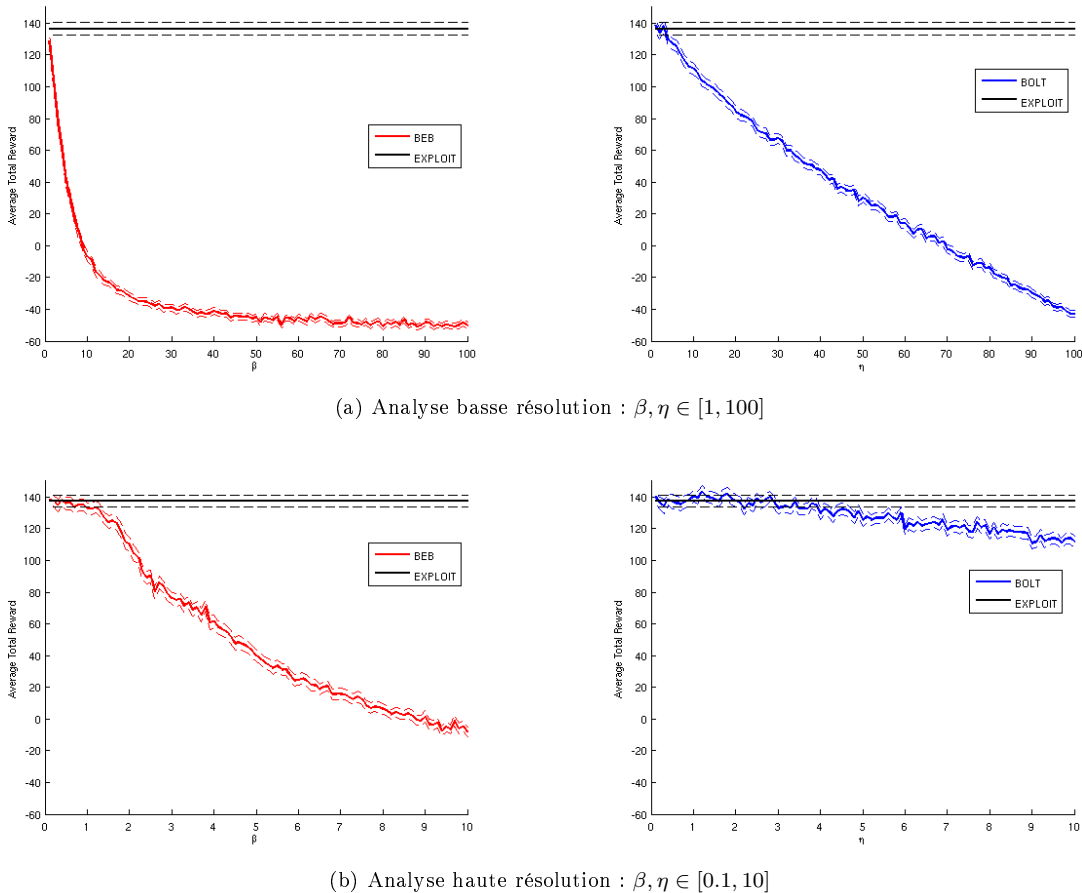 140
120
100
80
60
40
20
0
-20
-40
-60
Average Total Reward
BEB
EXPLOIT
0 10 20 30 40 50 60 70 80 90 100
β
140
120
100
80
60
40
20
0
-20
-40
-60
Average Total Reward
BOLT
EXPLOIT
0 10 20 30 40 50 60 70 80 90 100
η
(a) Analyse basse résolution : β, η ∈ [1, 100]
140
120
100
80
60
40
20
0
-20
-40
-60
Average Total Reward
BEB
EXPLOIT
0 1 2 3 4 5 6 7 8 9 10
β
140
120
100
80
60
40
20
0
-20
-40
-60
Average Total Reward
BOLT
EXPLOIT
0 1 2 3 4 5 6 7 8 9 10
η
(b) Analyse haute résolution : β, η ∈ [0.1, 10]